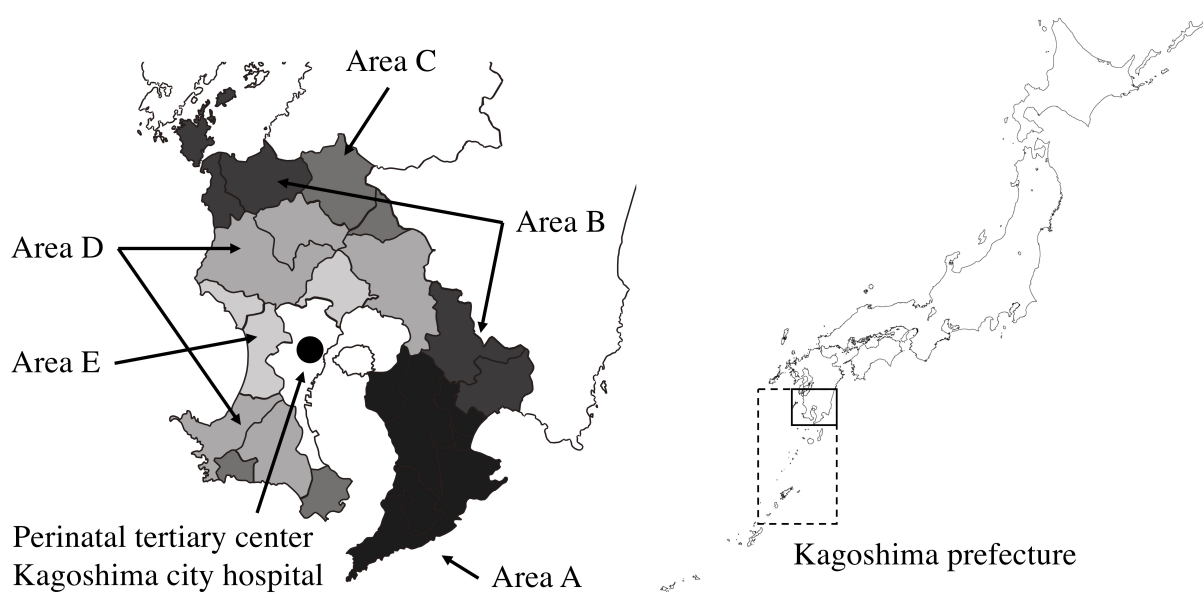 Area C
Area B
Area D
Area E
Perinatal tertiary center
Kagoshima city hospital
Area A
Kagoshima prefecture